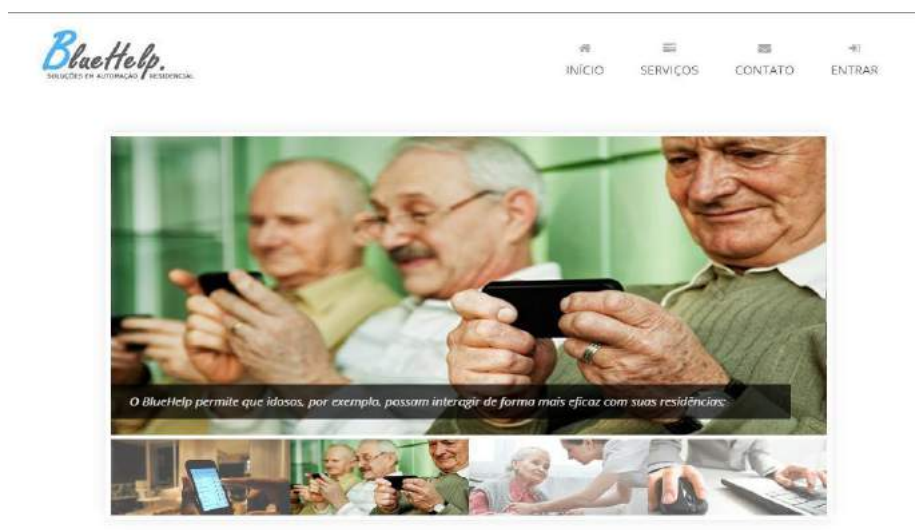 BlueHelp.
SOLUÇÕES EM AUTOMAÇÃO RESIDENCIAL
INÍCIO SERVIÇOS CONTATO ENTRAR
O BlueHelp permite que idosos, por exemplo, possam interagir de forma mais eficaz com suas residências;